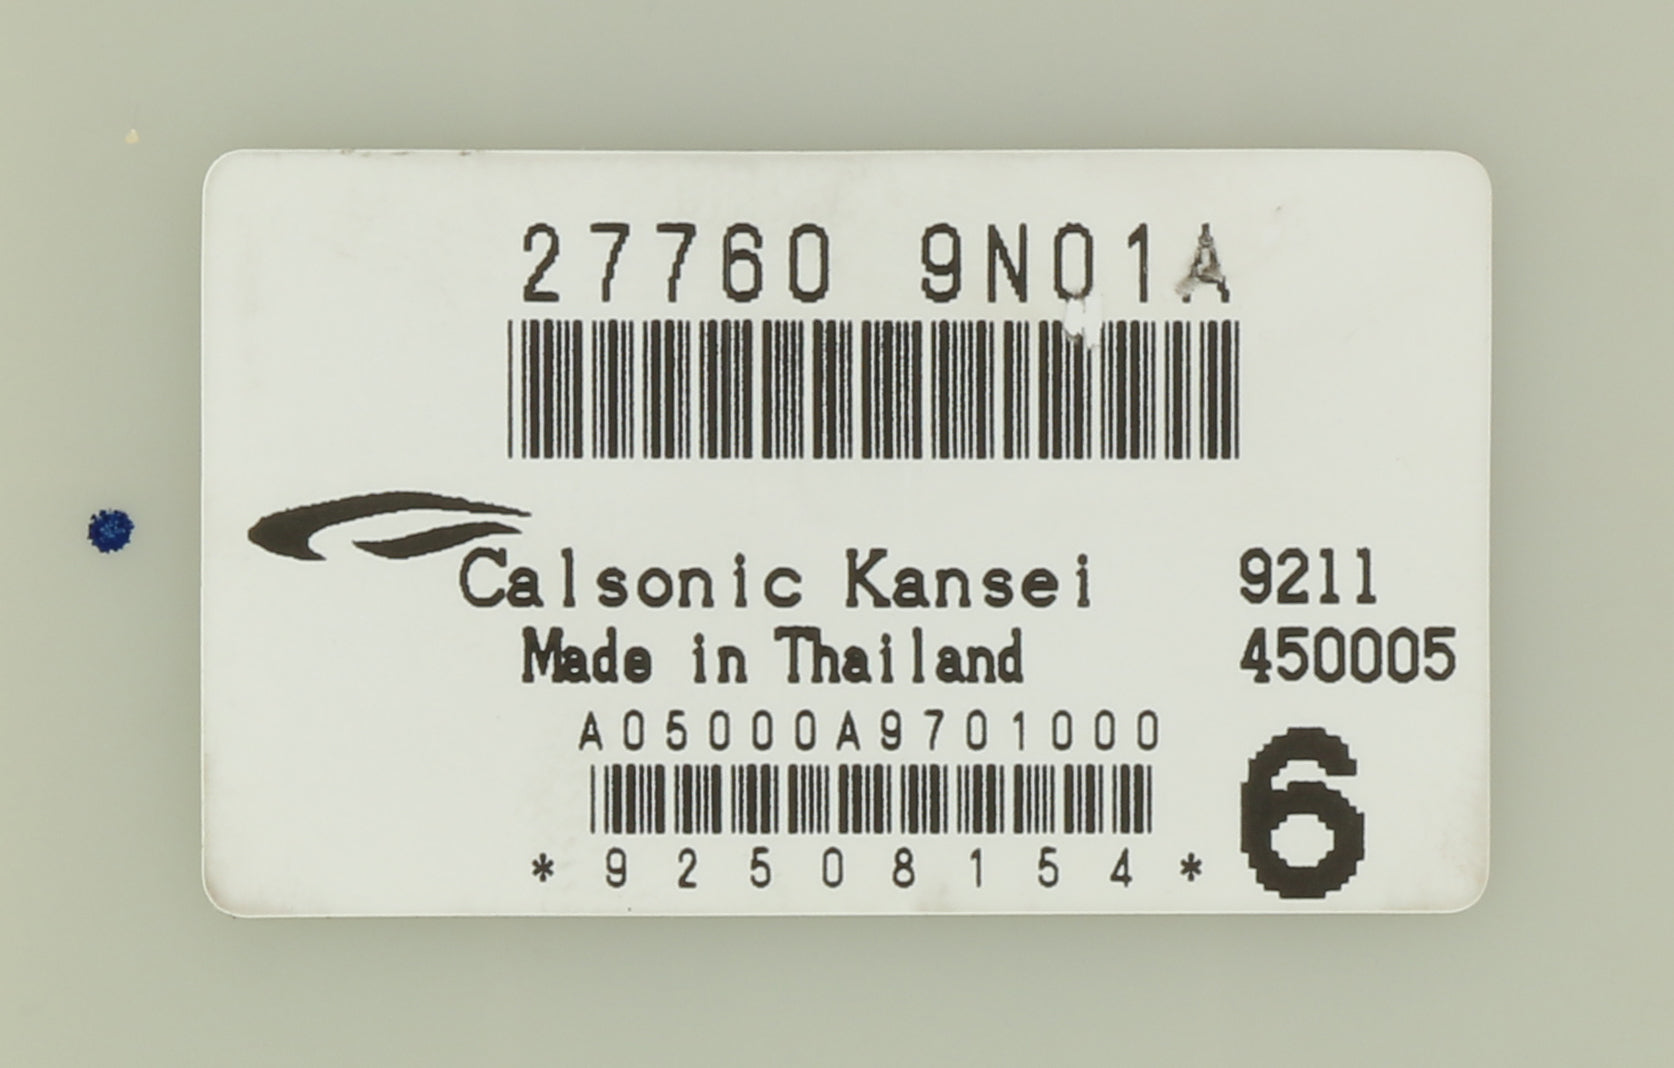 27760 9N01A
Calsonic Kansei 9211
Made in Thailand 450005
A05000A9701000
6
*92508154*